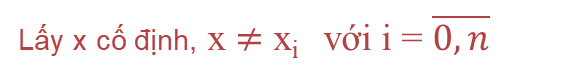 Lấy x cố định, x ≠ xᵢ với i = \overline{0, n}